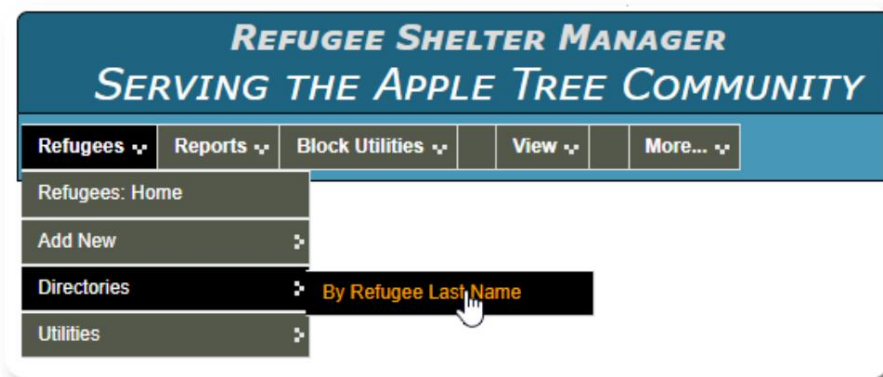 REFUGEE SHELTER MANAGER
SERVING THE APPLE TREE COMMUNITY
Refugees Reports Block Utilities View More...
Refugees: Home
Add New
Directories By Refugee Last Name
Utilities